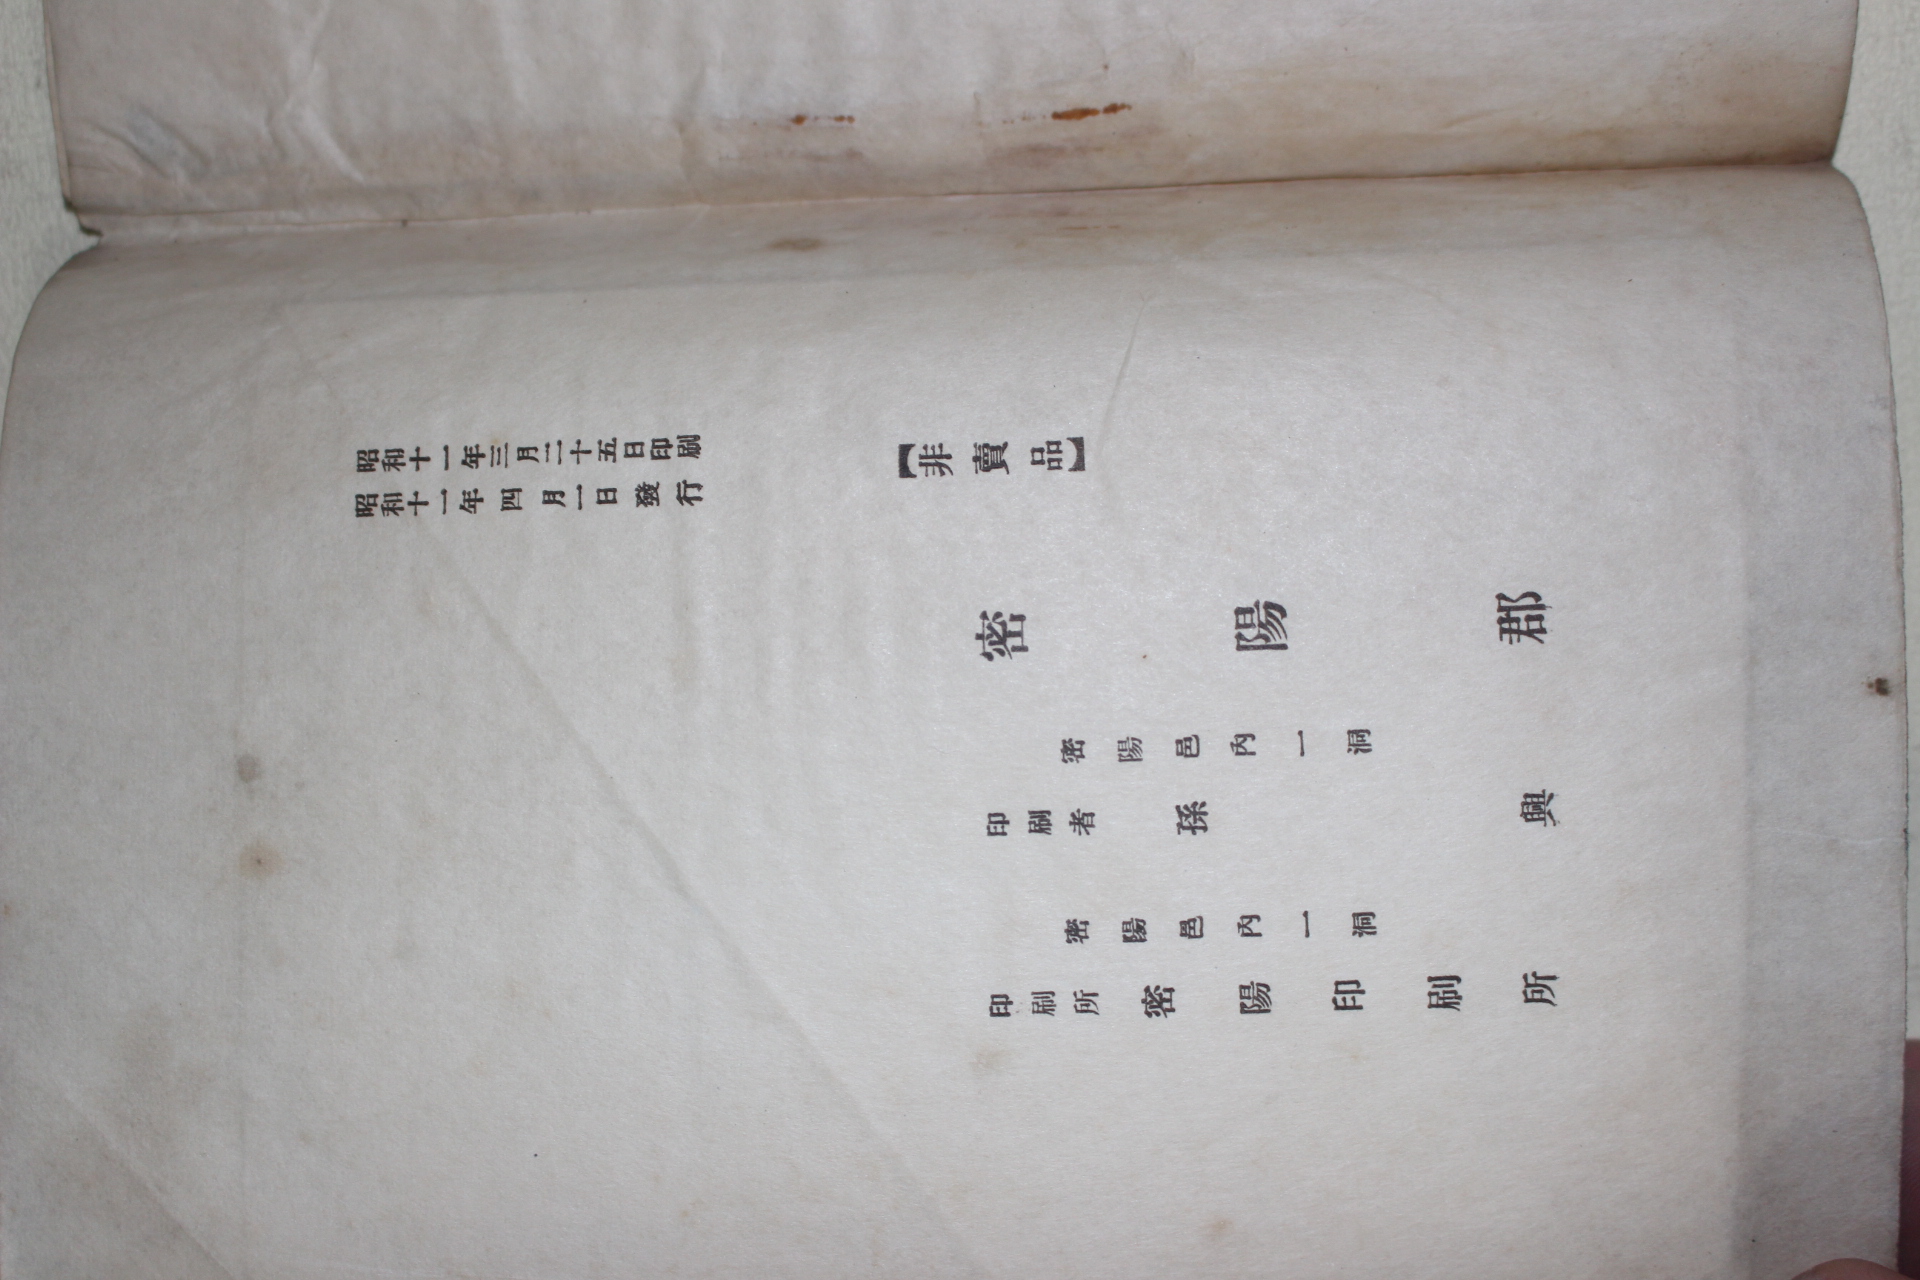 昭和十一年三月二十五日印刷
昭和十一年四月一日發行
【非賣品】
密陽郡
密陽邑內一洞
印刷者 孫興
密陽邑內一洞
印刷所 密陽印刷所